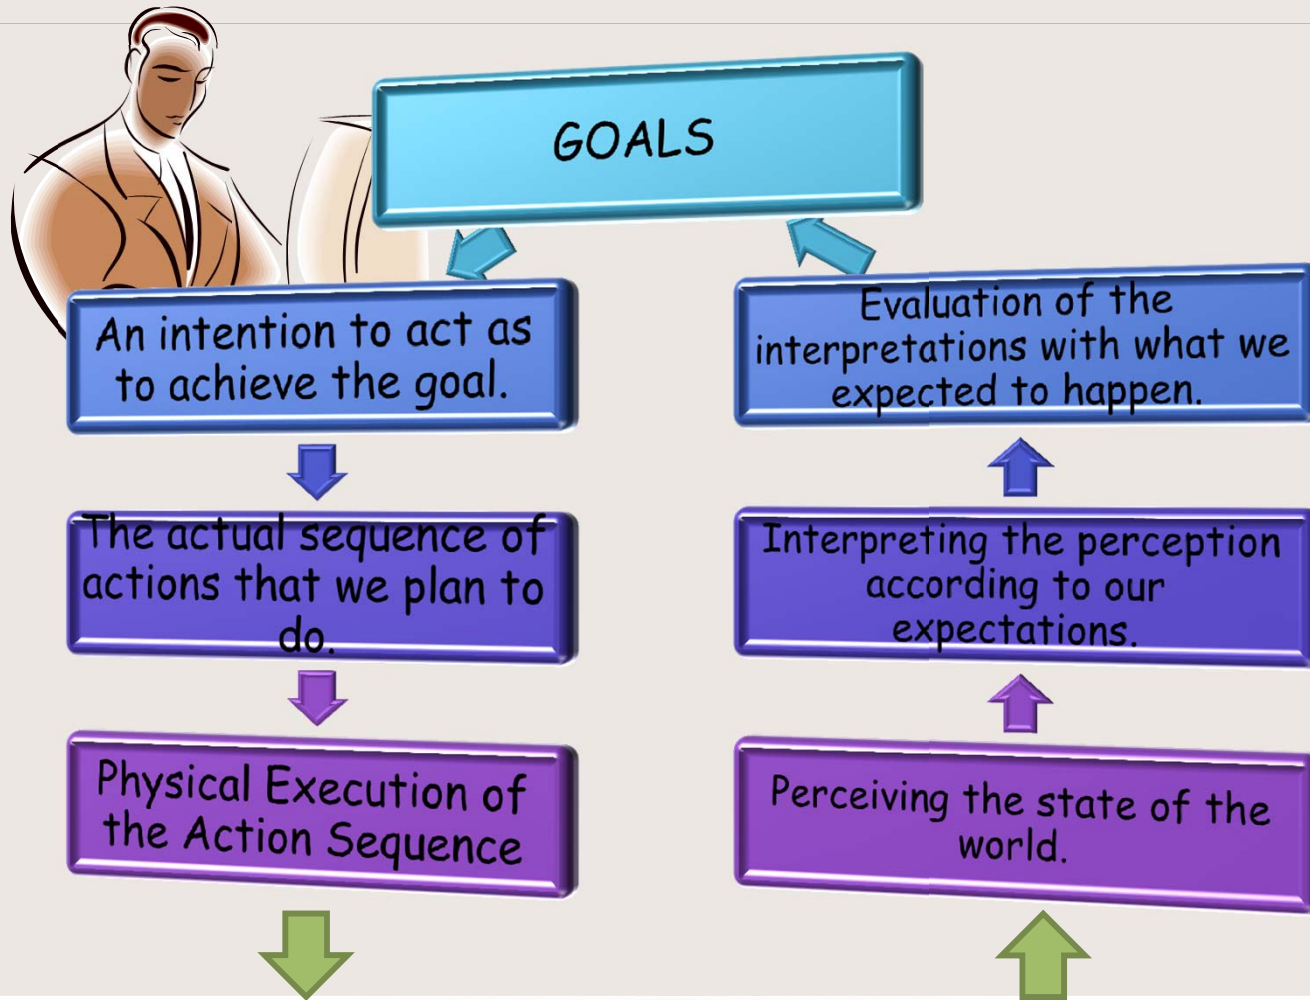 GOALS
An intention to act as
to achieve the goal.
The actual sequence of
actions that we plan to
do.
Physical Execution of
the Action Sequence
Evaluation of the
interpretations with what we
expected to happen.
Interpreting the perception
according to our
expectations.
Perceiving the state of the
world.